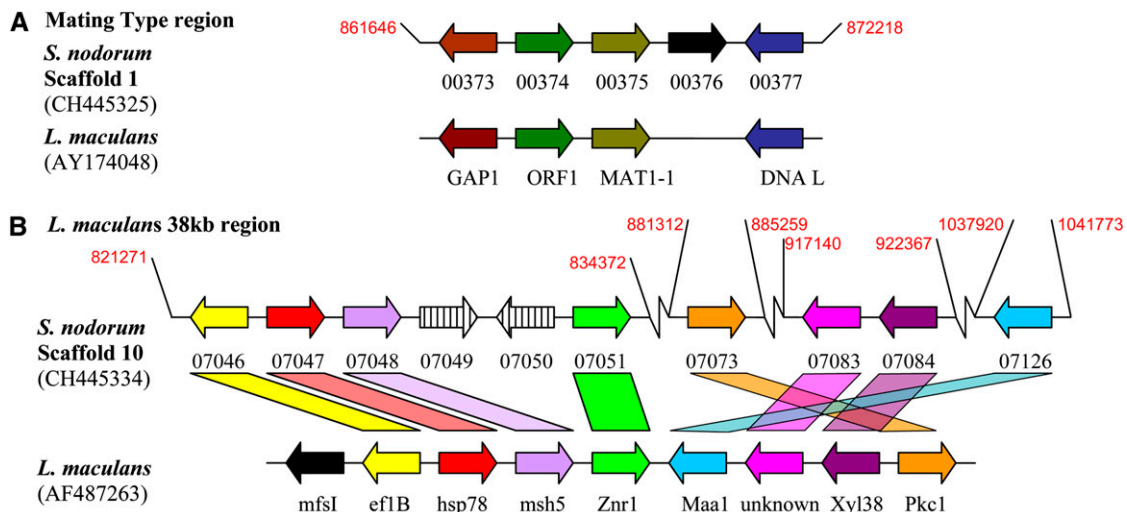 A Mating Type region
861646 872218
S. nodorum
Scaffold 1
(CH445325)
00373 00374 00375 00376 00377
L. maculans
(AY174048)
GAP1 ORF1 MAT1-1 DNA L
B L. maculans 38kb region
881312 885259 1037920 1041773
821271 834372 917140 922367
S. nodorum
Scaffold 10
(CH445334)
07046 07047 07048 07049 07050 07051 07073 07083 07084 07126
L. maculans
(AF487263)
mfsI ef1B hsp78 msh5 Znr1 Maa1 unknown Xyl38 Pkc1